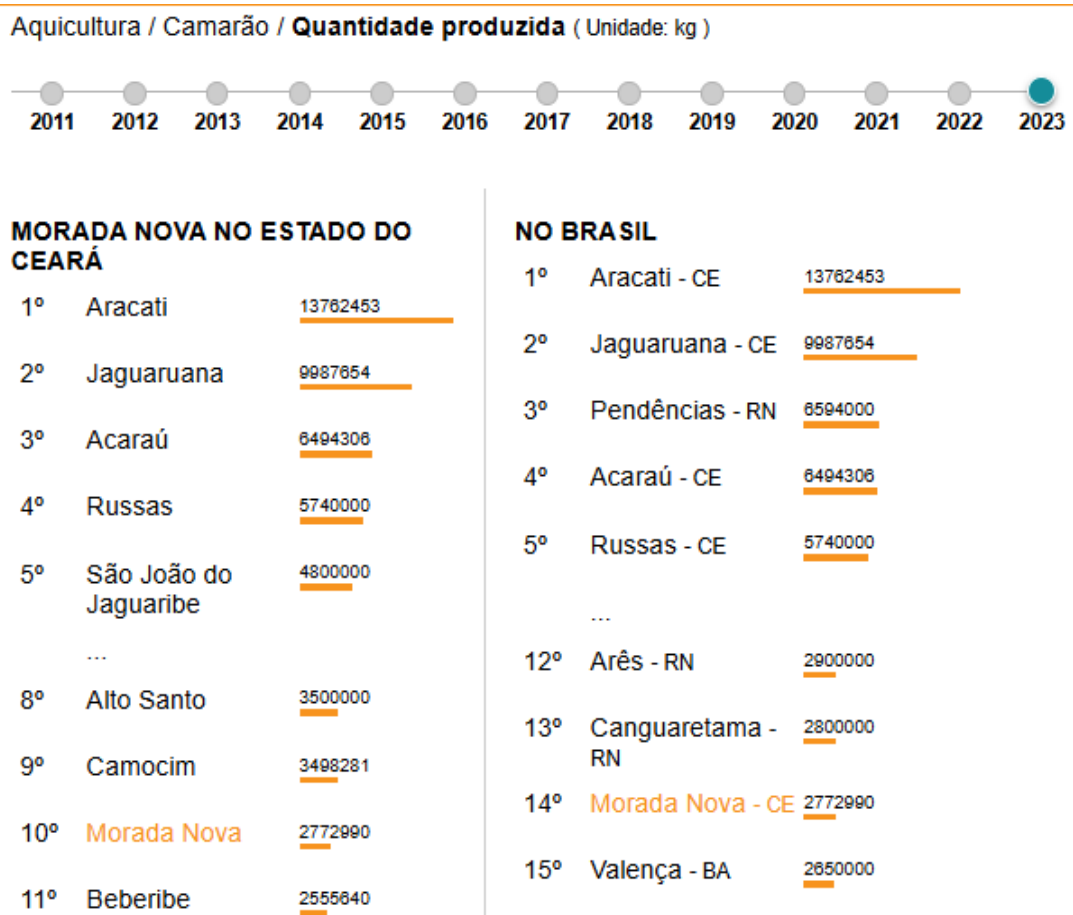 Aquicultura / Camarão / Quantidade produzida ( Unidade: kg )
2011 2012 2013 2014 2015 2016 2017 2018 2019 2020 2021 2022 2023
MORADA NOVA NO ESTADO DO
CEARÁ
1º Aracati 13762453
2º Jaguaruana 9987654
3º Acaraú 6494306
4º Russas 5740000
5º São João do 4800000
Jaguaribe
...
8º Alto Santo 3500000
9º Camocim 3498281
10º Morada Nova 2772990
11º Beberibe 2555640
NO BRASIL
1º Aracati - CE 13762453
2º Jaguaruana - CE 9987654
3º Pendências - RN 6594000
4º Acaraú - CE 6494306
5º Russas - CE 5740000
...
12º Arês - RN 2900000
13º Canguaretama - 2800000
RN
14º Morada Nova - CE 2772990
15º Valença - BA 2650000